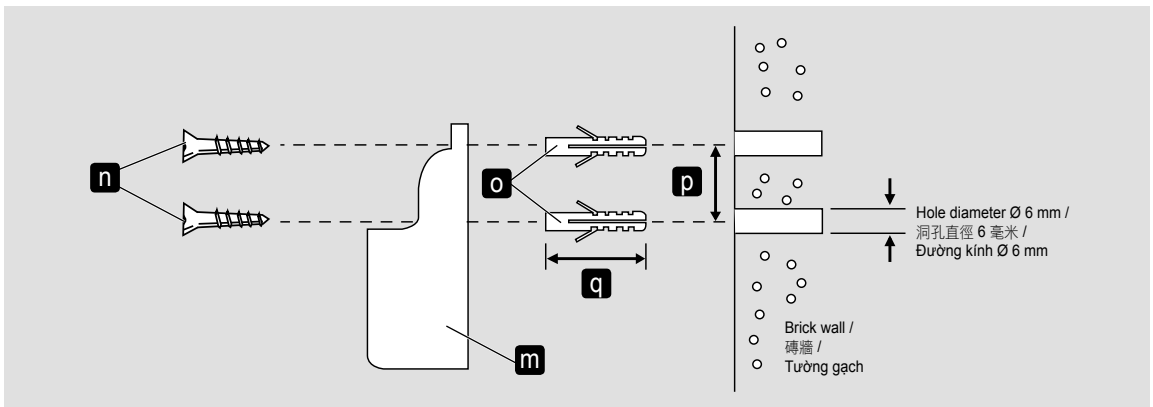 n
o
p
q
m
Hole diameter Ø 6 mm /
洞孔直徑 6 毫米 /
Đường kính Ø 6 mm
Brick wall /
磚牆 /
Tường gạch